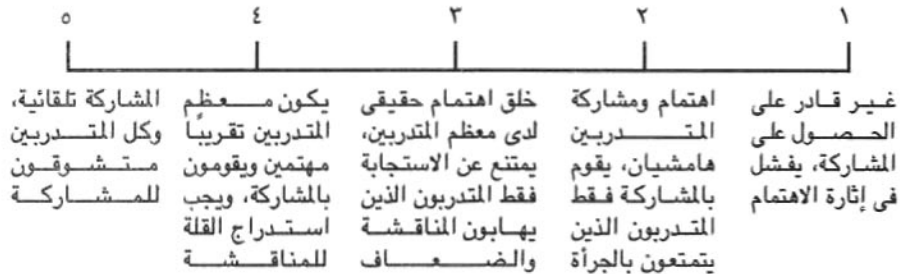 ١ ٢ ٣ ٤ ٥
غير قادر على
الحصول على
المشاركة، يفشل
فى إثارة الاهتمام
اهتمام ومشاركة
المتدربين
هامشيان، يقوم
بالمشاركة فقط
المتدربون الذين
يتمتعون بالجرأة
خلق اهتمام حقيقى
لدى معظم المتدربين،
يمتنع عن الاستجابة
فقط المتدربون الذين
يهابون المناقشة
والضعاف
يكون معظم
المتدربين تقريبًا
مهتمين ويقومون
بالمشاركة، ويجب
استدراج القلة
للمناقشة
المشاركة تلقائية،
وكل المتدربين
متشوقون
للمشاركة